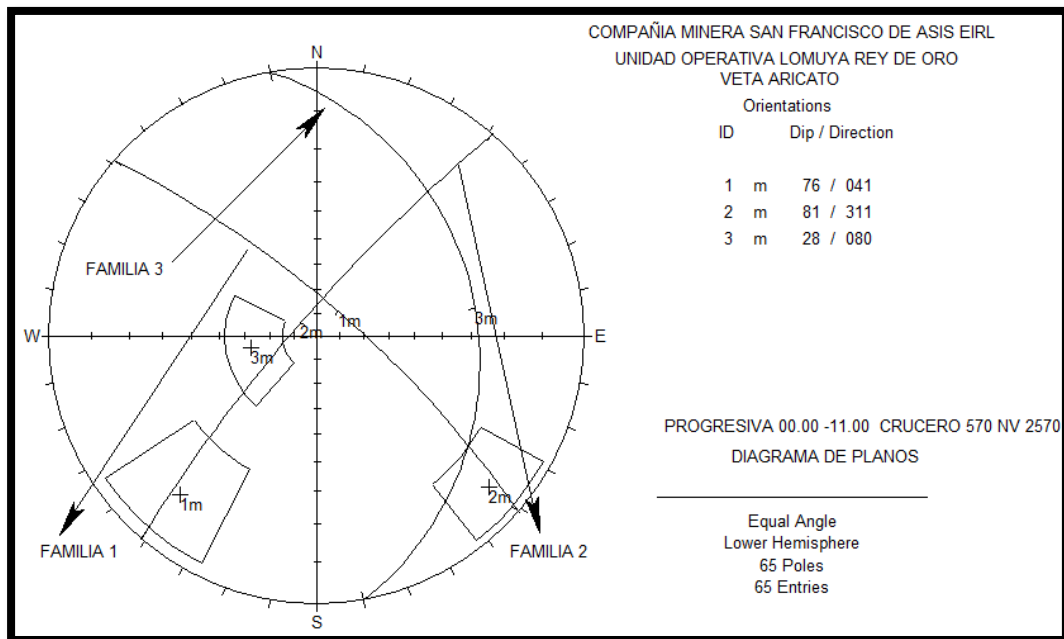 COMPAÑIA MINERA SAN FRANCISCO DE ASIS EIRL
UNIDAD OPERATIVA LOMUYA REY DE ORO
VETA ARICATO
Orientations
ID Dip / Direction
1 m 76 / 041
2 m 81 / 311
3 m 28 / 080
N
FAMILIA 3
1m
2m
3m
W
E
3m
1m
2m
FAMILIA 1
FAMILIA 2
S
PROGRESIVA 00.00 -11.00 CRUCERO 570 NV 2570
DIAGRAMA DE PLANOS
Equal Angle
Lower Hemisphere
65 Poles
65 Entries